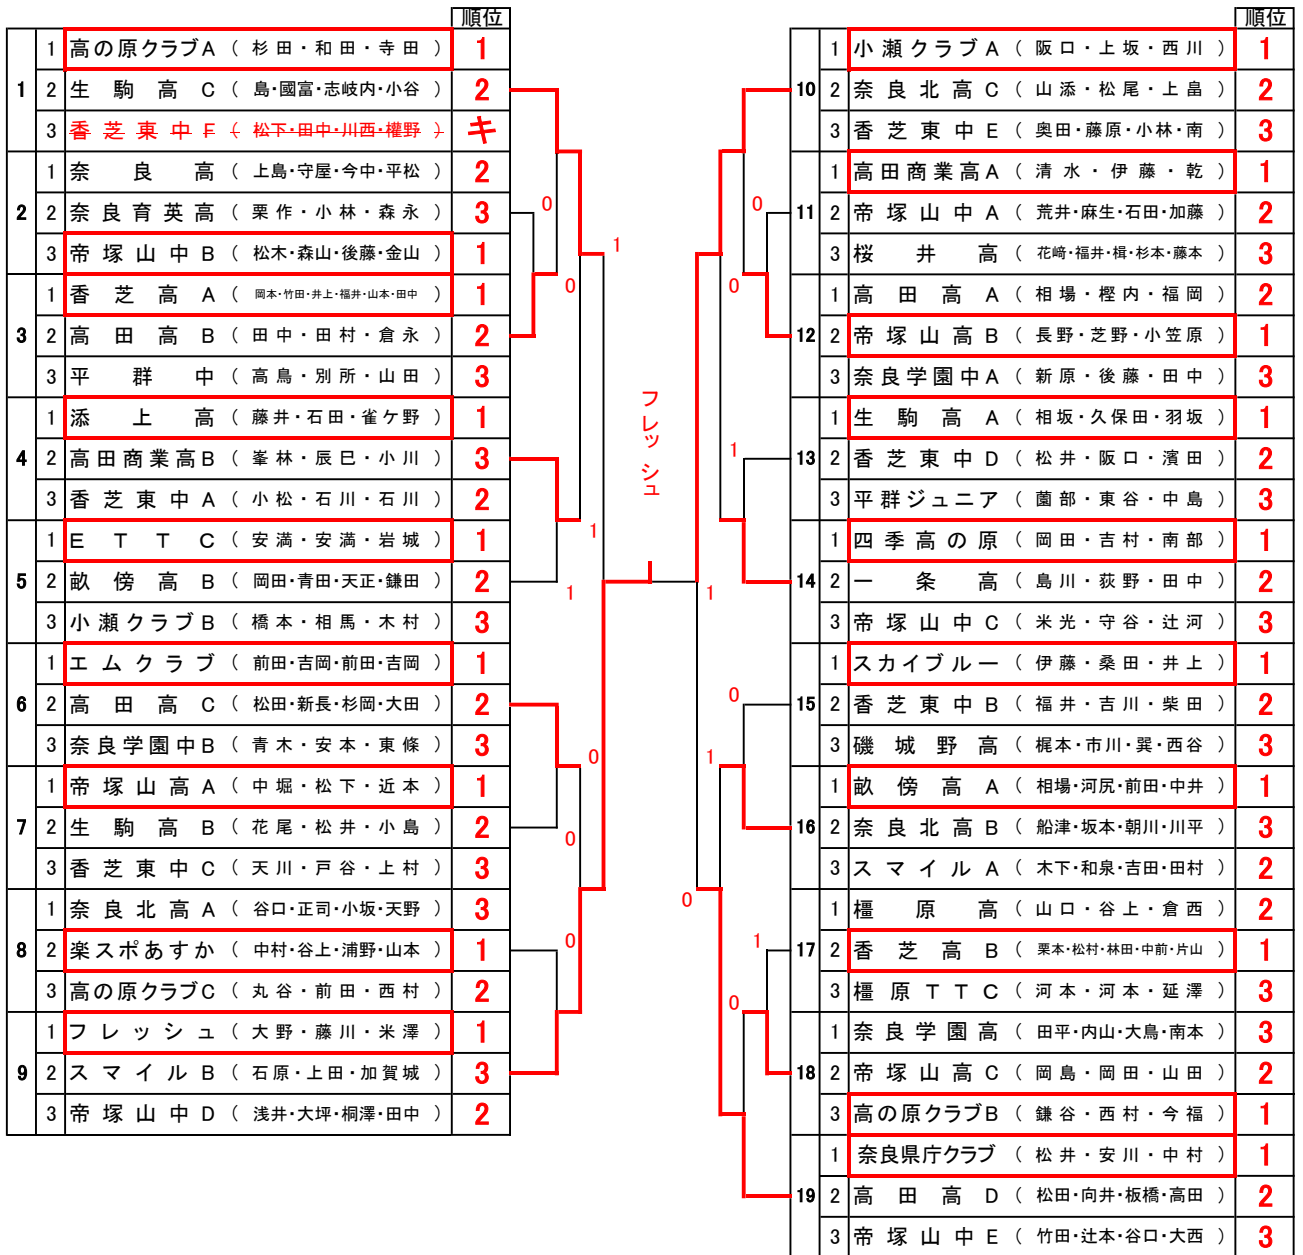 順位
1 1 高の原クラブA ( 杉田・和田・寺田 ) 1
2 生駒高C ( 島・國富・志岐内・小谷 ) 2
3 香芝東中F ( 松下・田中・川西・權野 ) キ
2 1 奈良高 ( 上島・守屋・今中・平松 ) 2
2 奈良育英高 ( 栗作・小林・森永 ) 3
3 帝塚山中B ( 松木・森山・後藤・金山 ) 1
3 1 香芝高A ( 岡本・竹田・井上・福井・山本・田中 ) 1
2 高田高B ( 田中・田村・倉永 ) 2
3 平群中 ( 高鳥・別所・山田 ) 3
4 1 添上高 ( 藤井・石田・雀ケ野 ) 1
2 高田商業高B ( 峯林・辰巳・小川 ) 3
3 香芝東中A ( 小松・石川・石川 ) 2
5 1 ETTC ( 安満・安満・岩城 ) 1
2 畝傍高B ( 岡田・青田・天正・鎌田 ) 2
3 小瀬クラブB ( 橋本・相馬・木村 ) 3
6 1 エムクラブ ( 前田・吉岡・前田・吉岡 ) 1
2 高田高C ( 松田・新長・杉岡・大田 ) 2
3 奈良学園中B ( 青木・安本・東條 ) 3
7 1 帝塚山高A ( 中堀・松下・近本 ) 1
2 生駒高B ( 花尾・松井・小島 ) 2
3 香芝東中C ( 天川・戸谷・上村 ) 3
8 1 奈良北高A ( 谷口・正司・小坂・天野 ) 3
2 楽スポあすか ( 中村・谷上・浦野・山本 ) 1
3 高の原クラブC ( 丸谷・前田・西村 ) 2
9 1 フレッシュ ( 大野・藤川・米澤 ) 1
2 スマイルB ( 石原・上田・加賀城 ) 3
3 帝塚山中D ( 浅井・大坪・桐澤・田中 ) 2
0
1
0
1
1
0
0
0
フレッシュ
0
0
1
1
0
1
0
1
0
順位
10 1 小瀬クラブA ( 阪口・上坂・西川 ) 1
2 奈良北高C ( 山添・松尾・上畠 ) 2
3 香芝東中E ( 奥田・藤原・小林・南 ) 3
11 1 高田商業高A ( 清水・伊藤・乾 ) 1
2 帝塚山中A ( 荒井・麻生・石田・加藤 ) 2
3 桜井高 ( 花﨑・福井・楫・杉本・藤本 ) 3
12 1 高田高A ( 相場・樫内・福岡 ) 2
2 帝塚山高B ( 長野・芝野・小笠原 ) 1
3 奈良学園中A ( 新原・後藤・田中 ) 3
13 1 生駒高A ( 相坂・久保田・羽坂 ) 1
2 香芝東中D ( 松井・阪口・濱田 ) 2
3 平群ジュニア ( 薗部・東谷・中島 ) 3
14 1 四季高の原 ( 岡田・吉村・南部 ) 1
2 一条高 ( 島川・荻野・田中 ) 2
3 帝塚山中C ( 米光・守谷・辻河 ) 3
15 1 スカイブルー ( 伊藤・桑田・井上 ) 1
2 香芝東中B ( 福井・吉川・柴田 ) 2
3 磯城野高 ( 梶本・市川・巽・西谷 ) 3
16 1 畝傍高A ( 相場・河尻・前田・中井 ) 1
2 奈良北高B ( 船津・坂本・朝川・川平 ) 3
3 スマイルA ( 木下・和泉・吉田・田村 ) 2
17 1 橿原高 ( 山口・谷上・倉西 ) 2
2 香芝高B ( 栗本・松村・林田・中前・片山 ) 1
3 橿原TTC ( 河本・河本・延澤 ) 3
18 1 奈良学園高 ( 田平・内山・大鳥・南本 ) 3
2 帝塚山高C ( 岡島・岡田・山田 ) 2
3 高の原クラブB ( 鎌谷・西村・今福 ) 1
19 1 奈良県庁クラブ ( 松井・安川・中村 ) 1
2 高田高D ( 松田・向井・板橋・高田 ) 2
3 帝塚山中E ( 竹田・辻本・谷口・大西 ) 3